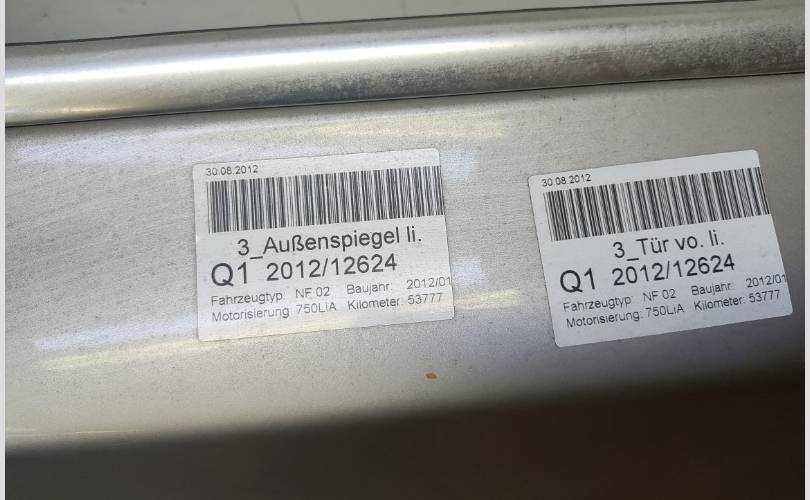 30.08.2012
3_Außenspiegel li.
Q1 2012/12624
Fahrzeugtyp: NF 02 Baujahr: 2012/01
Motorisierung: 750LiA Kilometer: 53777
30.08.2012
3_Tür vo. li.
Q1 2012/12624
Fahrzeugtyp: NF 02 Baujahr: 2012/01
Motorisierung: 750LiA Kilometer: 53777